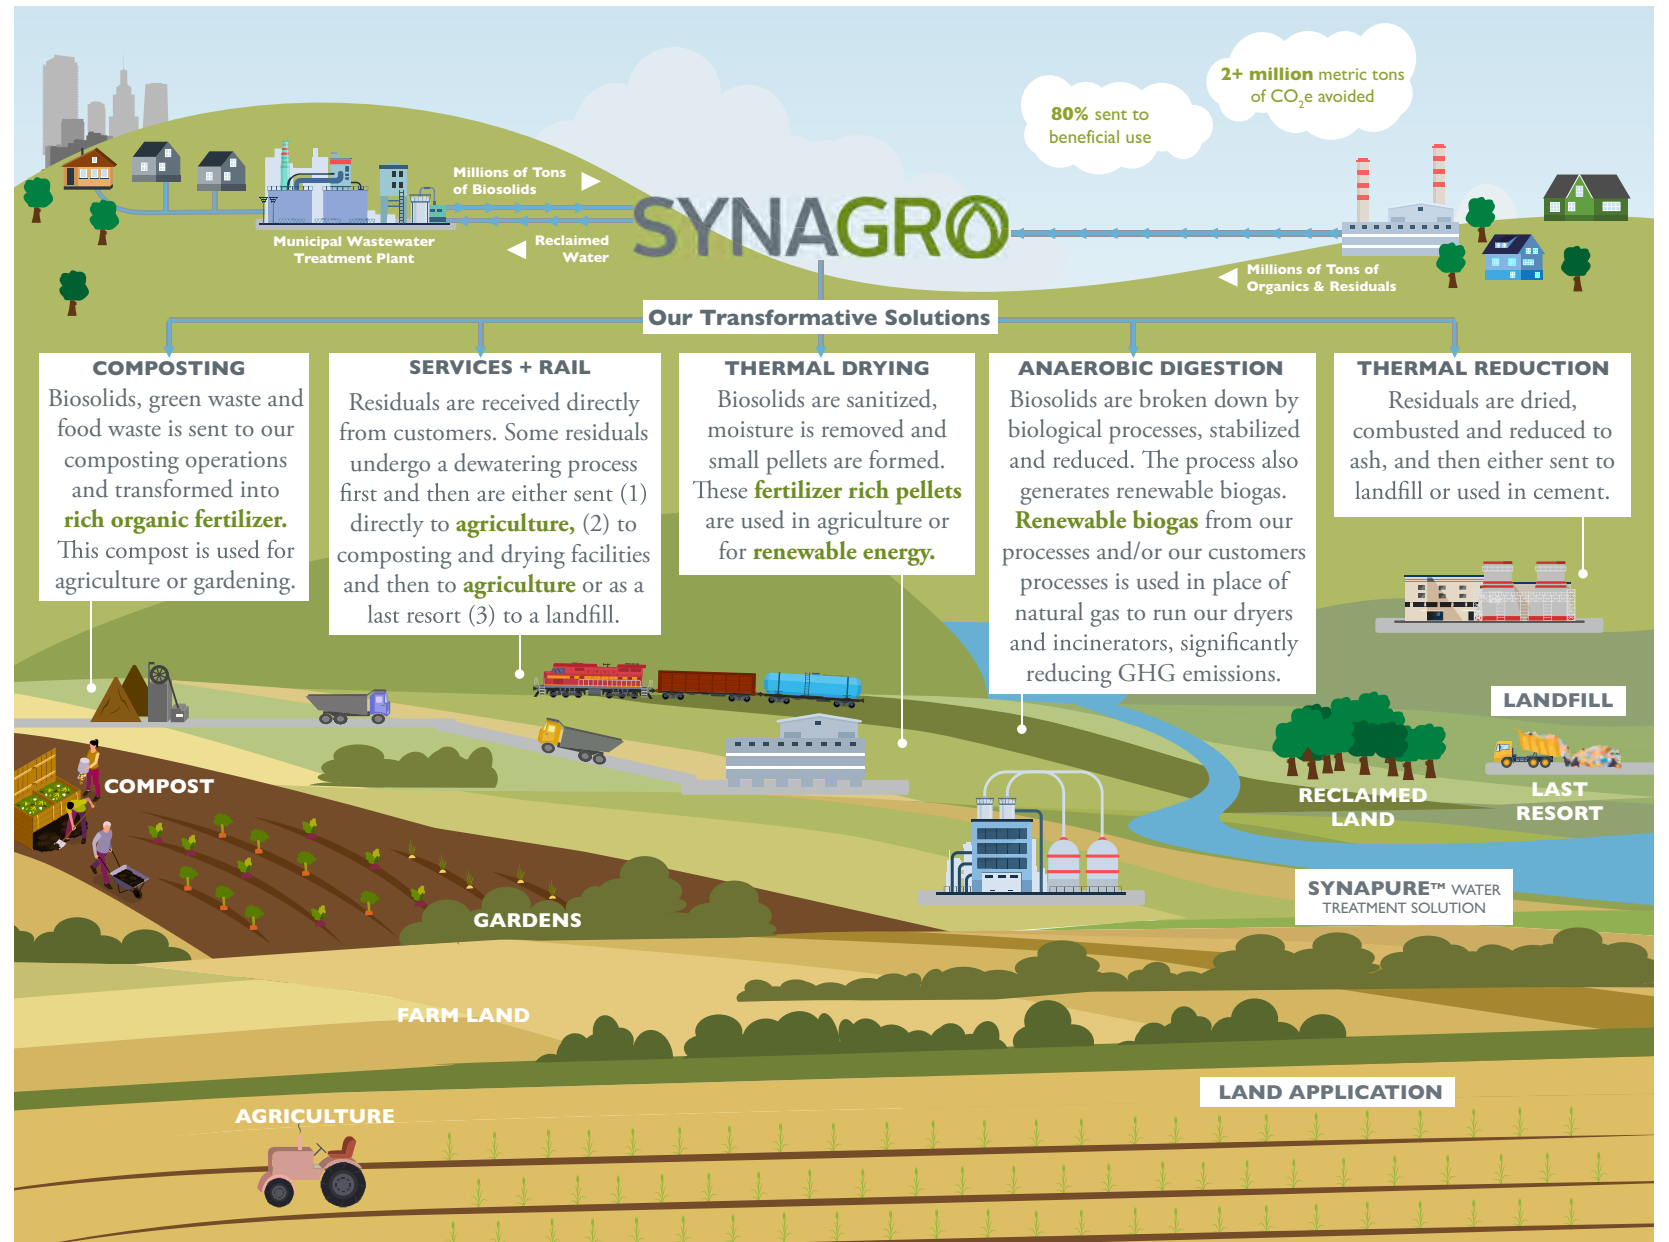 80% sent to
beneficial use
2+ million metric tons
of CO2e avoided
Millions of Tons
of Biosolids
SYNAGRO
Municipal Wastewater
Treatment Plant
Reclaimed
Water
Millions of Tons of
Organics & Residuals
Our Transformative Solutions
COMPOSTING
Biosolids, green waste and
food waste is sent to our
composting operations
and transformed into
rich organic fertilizer.
This compost is used for
agriculture or gardening.
SERVICES + RAIL
Residuals are received directly
from customers. Some residuals
undergo a dewatering process
first and then are either sent (1)
directly to agriculture, (2) to
composting and drying facilities
and then to agriculture or as a
last resort (3) to a landfill.
THERMAL DRYING
Biosolids are sanitized,
moisture is removed and
small pellets are formed.
These fertilizer rich pellets
are used in agriculture or
for renewable energy.
ANAEROBIC DIGESTION
Biosolids are broken down by
biological processes, stabilized
and reduced. The process also
generates renewable biogas.
Renewable biogas from our
processes and/or our customers
processes is used in place of
natural gas to run our dryers
and incinerators, significantly
reducing GHG emissions.
THERMAL REDUCTION
Residuals are dried,
combusted and reduced to
ash, and then either sent to
landfill or used in cement.
LANDFILL
COMPOST
RECLAIMED
LAND
LAST
RESORT
SYNAPURE™ WATER
TREATMENT SOLUTION
GARDENS
FARM LAND
LAND APPLICATION
AGRICULTURE